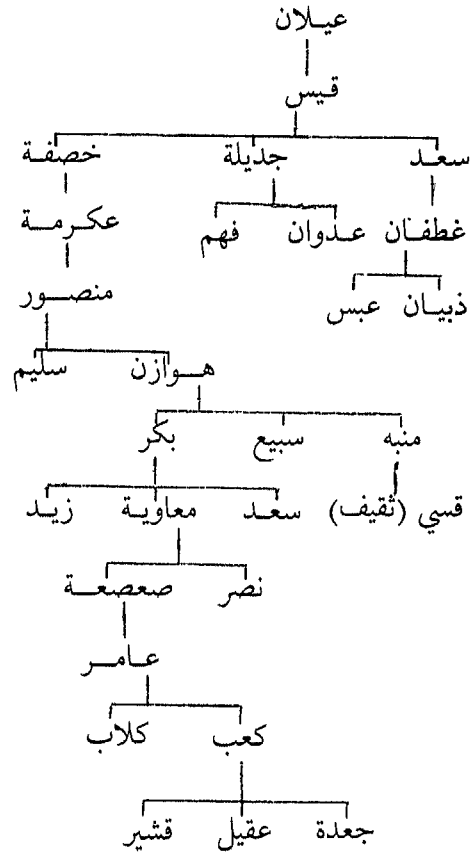 عيلان
قيس
سعد جديلة خصفة
غطفان عدوان فهم عكرمة
ذبيان عبس منصور
هوازن سليم
منبه سبيع بكر
قسي (ثقيف) سعد معاوية زيد
نصر صعصعة
عامر
كعب كلاب
جعدة عقيل قشير